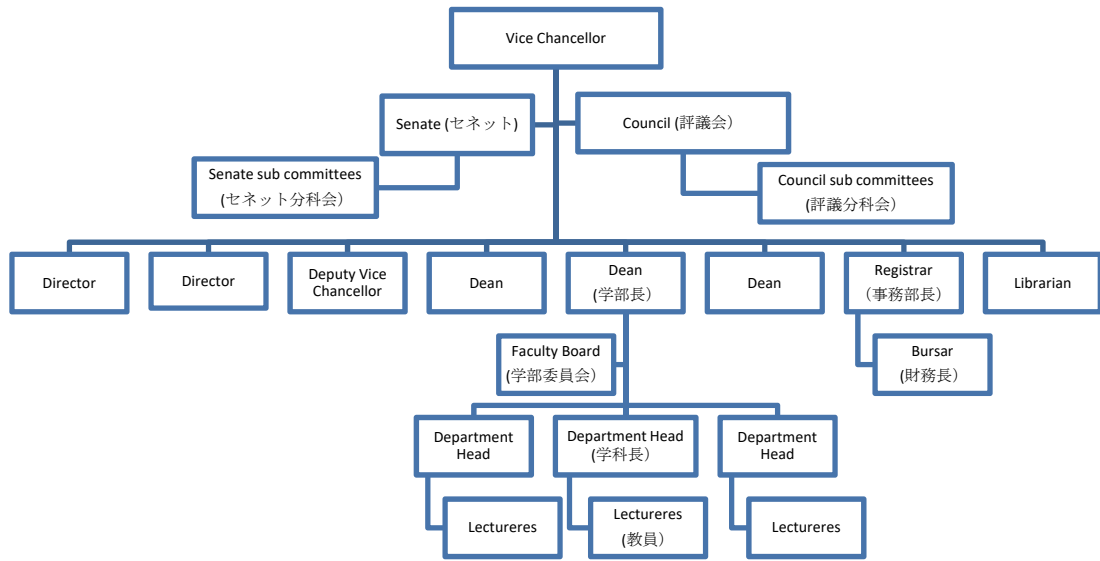 Vice Chancellor
Senate (セネット)
Council (評議会）
Senate sub committees
(セネット分科会）
Council sub committees
(評議分科会）
Director
Director
Deputy Vice
Chancellor
Dean
Dean
(学部長）
Dean
Registrar
（事務部長）
Librarian
Faculty Board
(学部委員会）
Bursar
(財務長）
Department
Head
Department Head
(学科長）
Department
Head
Lectureres
Lectureres
(教員）
Lectureres